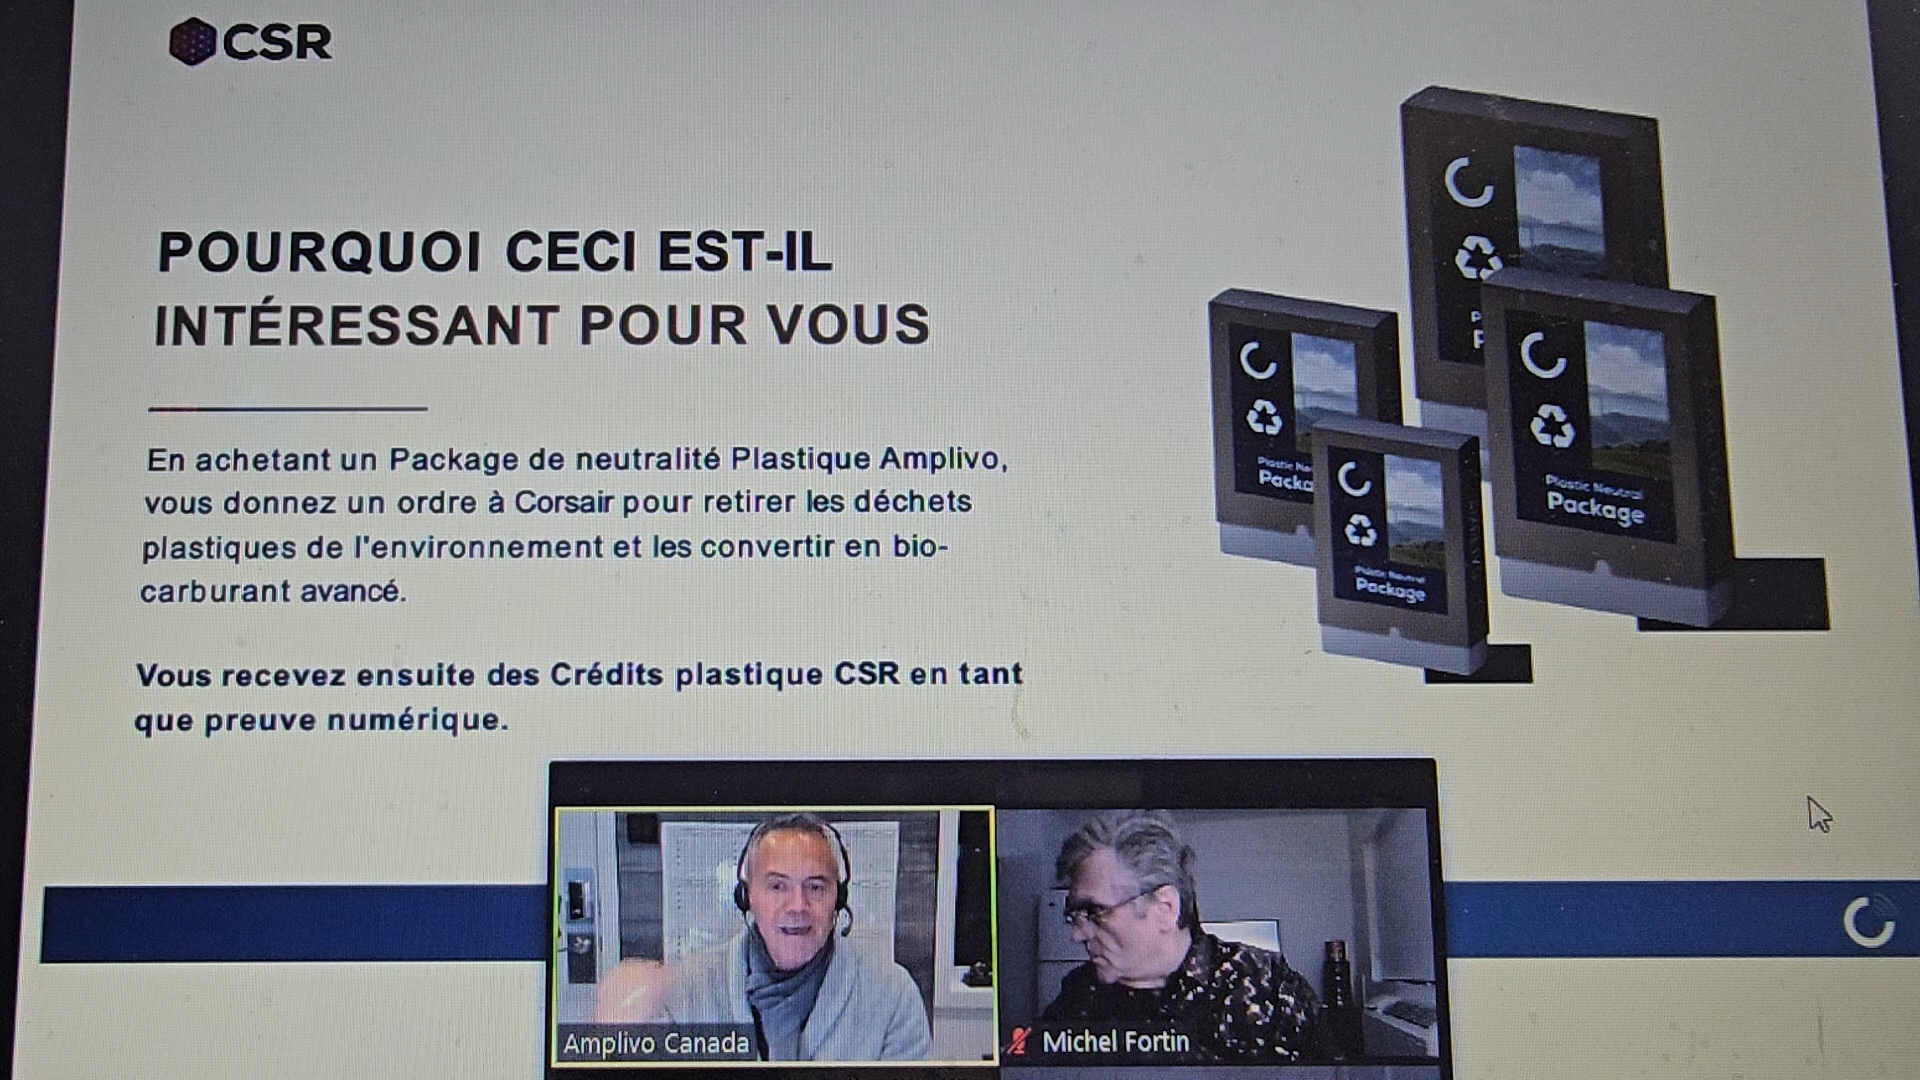 CSR
POURQUOI CECI EST-IL
INTÉRESSANT POUR VOUS
En achetant un Package de neutralité Plastique Amplivo,
vous donnez un ordre à Corsair pour retirer les déchets
plastiques de l'environnement et les convertir en bio-
carburant avancé.
Vous recevez ensuite des Crédits plastique CSR en tant
que preuve numérique.
Plastic Neutral
Package
Plastic Neutral
Package
Amplivo Canada
Michel Fortin